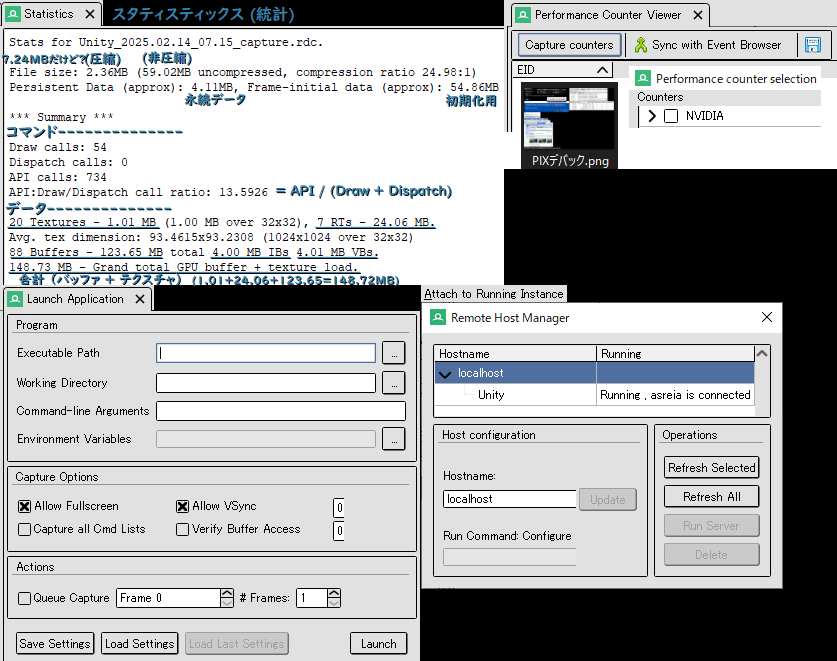 Statistics
スタティスティックス (統計)
Stats for Unity_2025.02.14_07.15_capture.rdc.
7.24MBだけど?(圧縮) (非圧縮)
File size: 2.36MB (59.02MB uncompressed, compression ratio 24.98:1)
Persistent Data (approx): 4.11MB, Frame-initial data (approx): 54.86MB
永続データ 初期化用
*** Summary ***
コマンド---------------
Draw calls: 54
Dispatch calls: 0
API calls: 734
API:Draw/Dispatch call ratio: 13.5926 = API / (Draw + Dispatch)
データ---------------
20 Textures - 1.01 MB (1.00 MB over 32x32), 7 RTs - 24.06 MB.
Avg. tex dimension: 93.4615x93.2308 (1024x1024 over 32x32)
88 Buffers - 123.65 MB total 4.00 MB IBs 4.01 MB VBs.
148.73 MB - Grand total GPU buffer + texture load.
合計 (バッファ + テクスチャ) (1.01+24.06+123.65=148.72MB)
Performance Counter Viewer
Capture counters
Sync with Event Browser
EID
PIXデバック.png
Performance counter selection
Counters
NVIDIA
Launch Application
Program
Executable Path
...
Working Directory
...
Command-line Arguments
Environment Variables
...
Capture Options
Allow Fullscreen
Allow VSync
0
Capture all Cmd Lists
Verify Buffer Access
0
Actions
Queue Capture
Frame 0
# Frames:
1
Save Settings
Load Settings
Load Last Settings
Launch
Attach to Running Instance
Remote Host Manager
Hostname
Running
localhost
Unity
Running , asreia is connected
Host configuration
Hostname:
localhost
Update
Run Command: Configure
Operations
Refresh Selected
Refresh All
Run Server
Delete